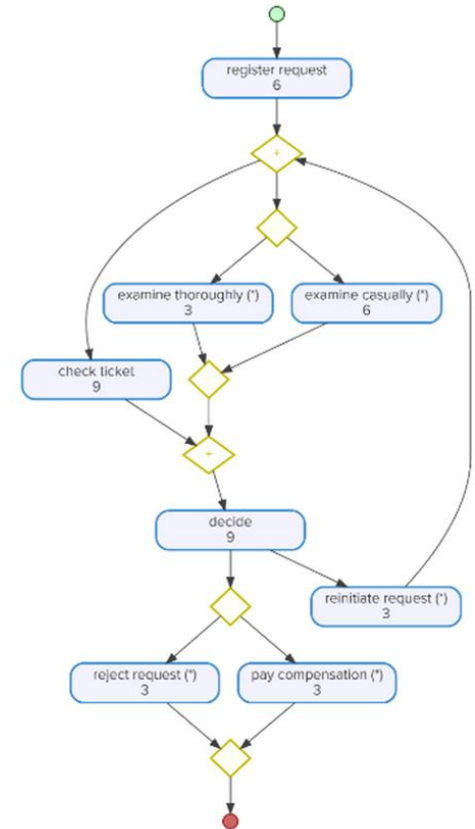 register request
6
+
examine thoroughly (*)
3
examine casually (*)
6
check ticket
9
+
decide
9
reinitiate request (*)
3
reject request (*)
3
pay compensation (*)
3